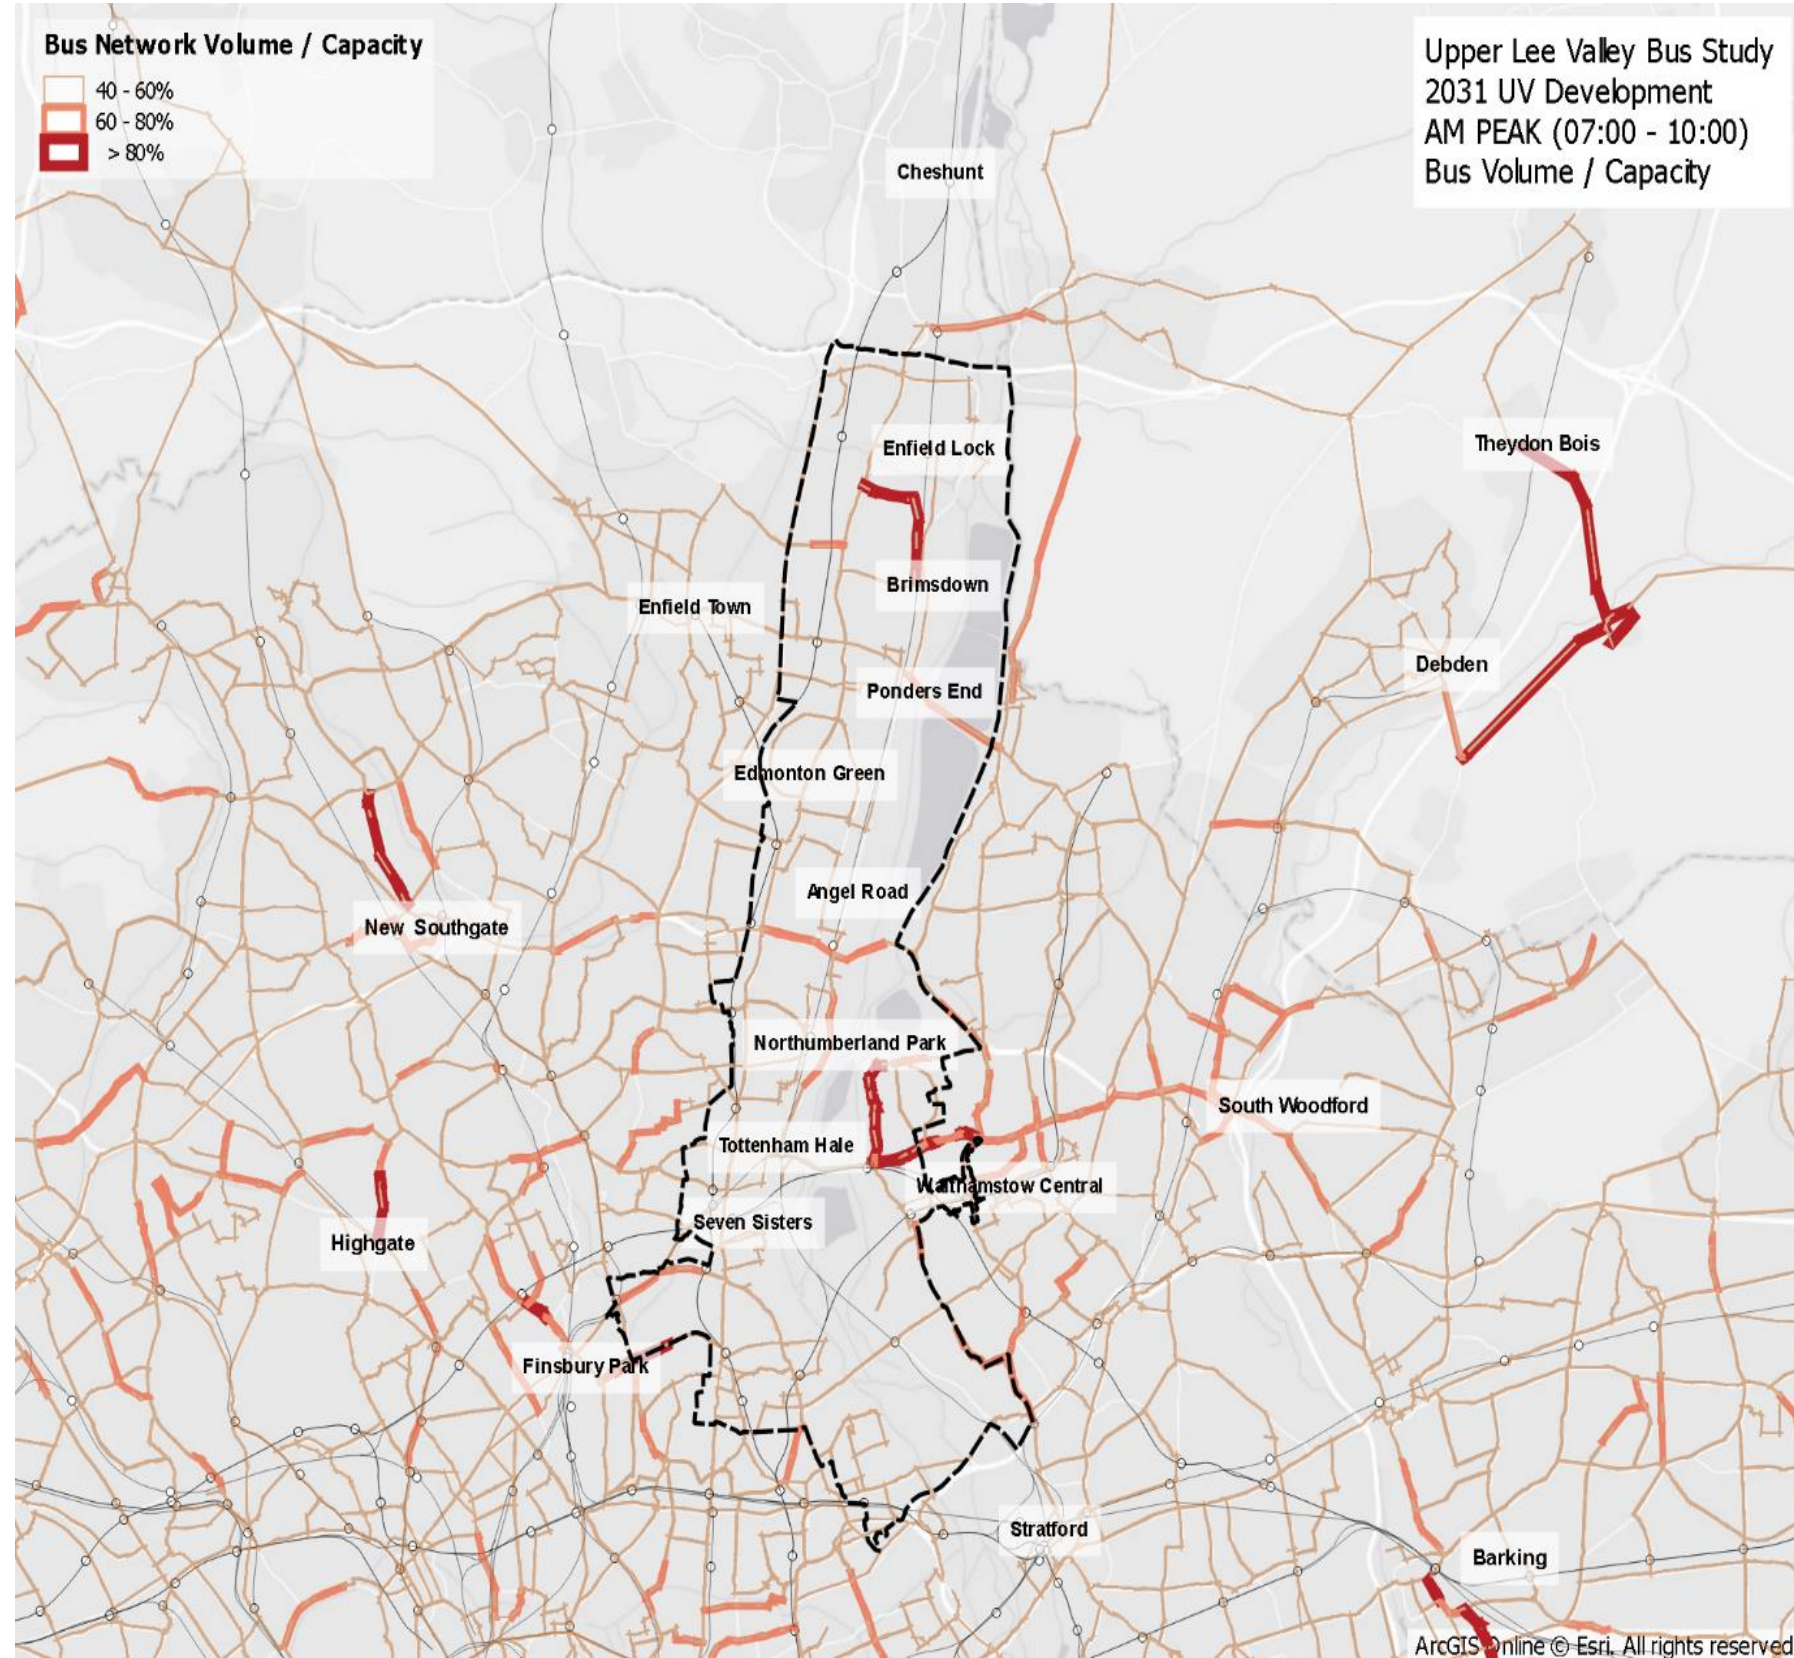 Bus Network Volume / Capacity
40 - 60%
60 - 80%
> 80%
Upper Lee Valley Bus Study
2031 UV Development
AM PEAK (07:00 - 10:00)
Bus Volume / Capacity
Cheshunt
Enfield Lock
Theydon Bois
Brimsdown
Enfield Town
Debden
Ponders End
Edmonton Green
Angel Road
New Southgate
Northumberland Park
South Woodford
Tottenham Hale
Walthamstow Central
Seven Sisters
Highgate
Finsbury Park
Stratford
Barking
ArcGIS Online © Esri. All rights reserved